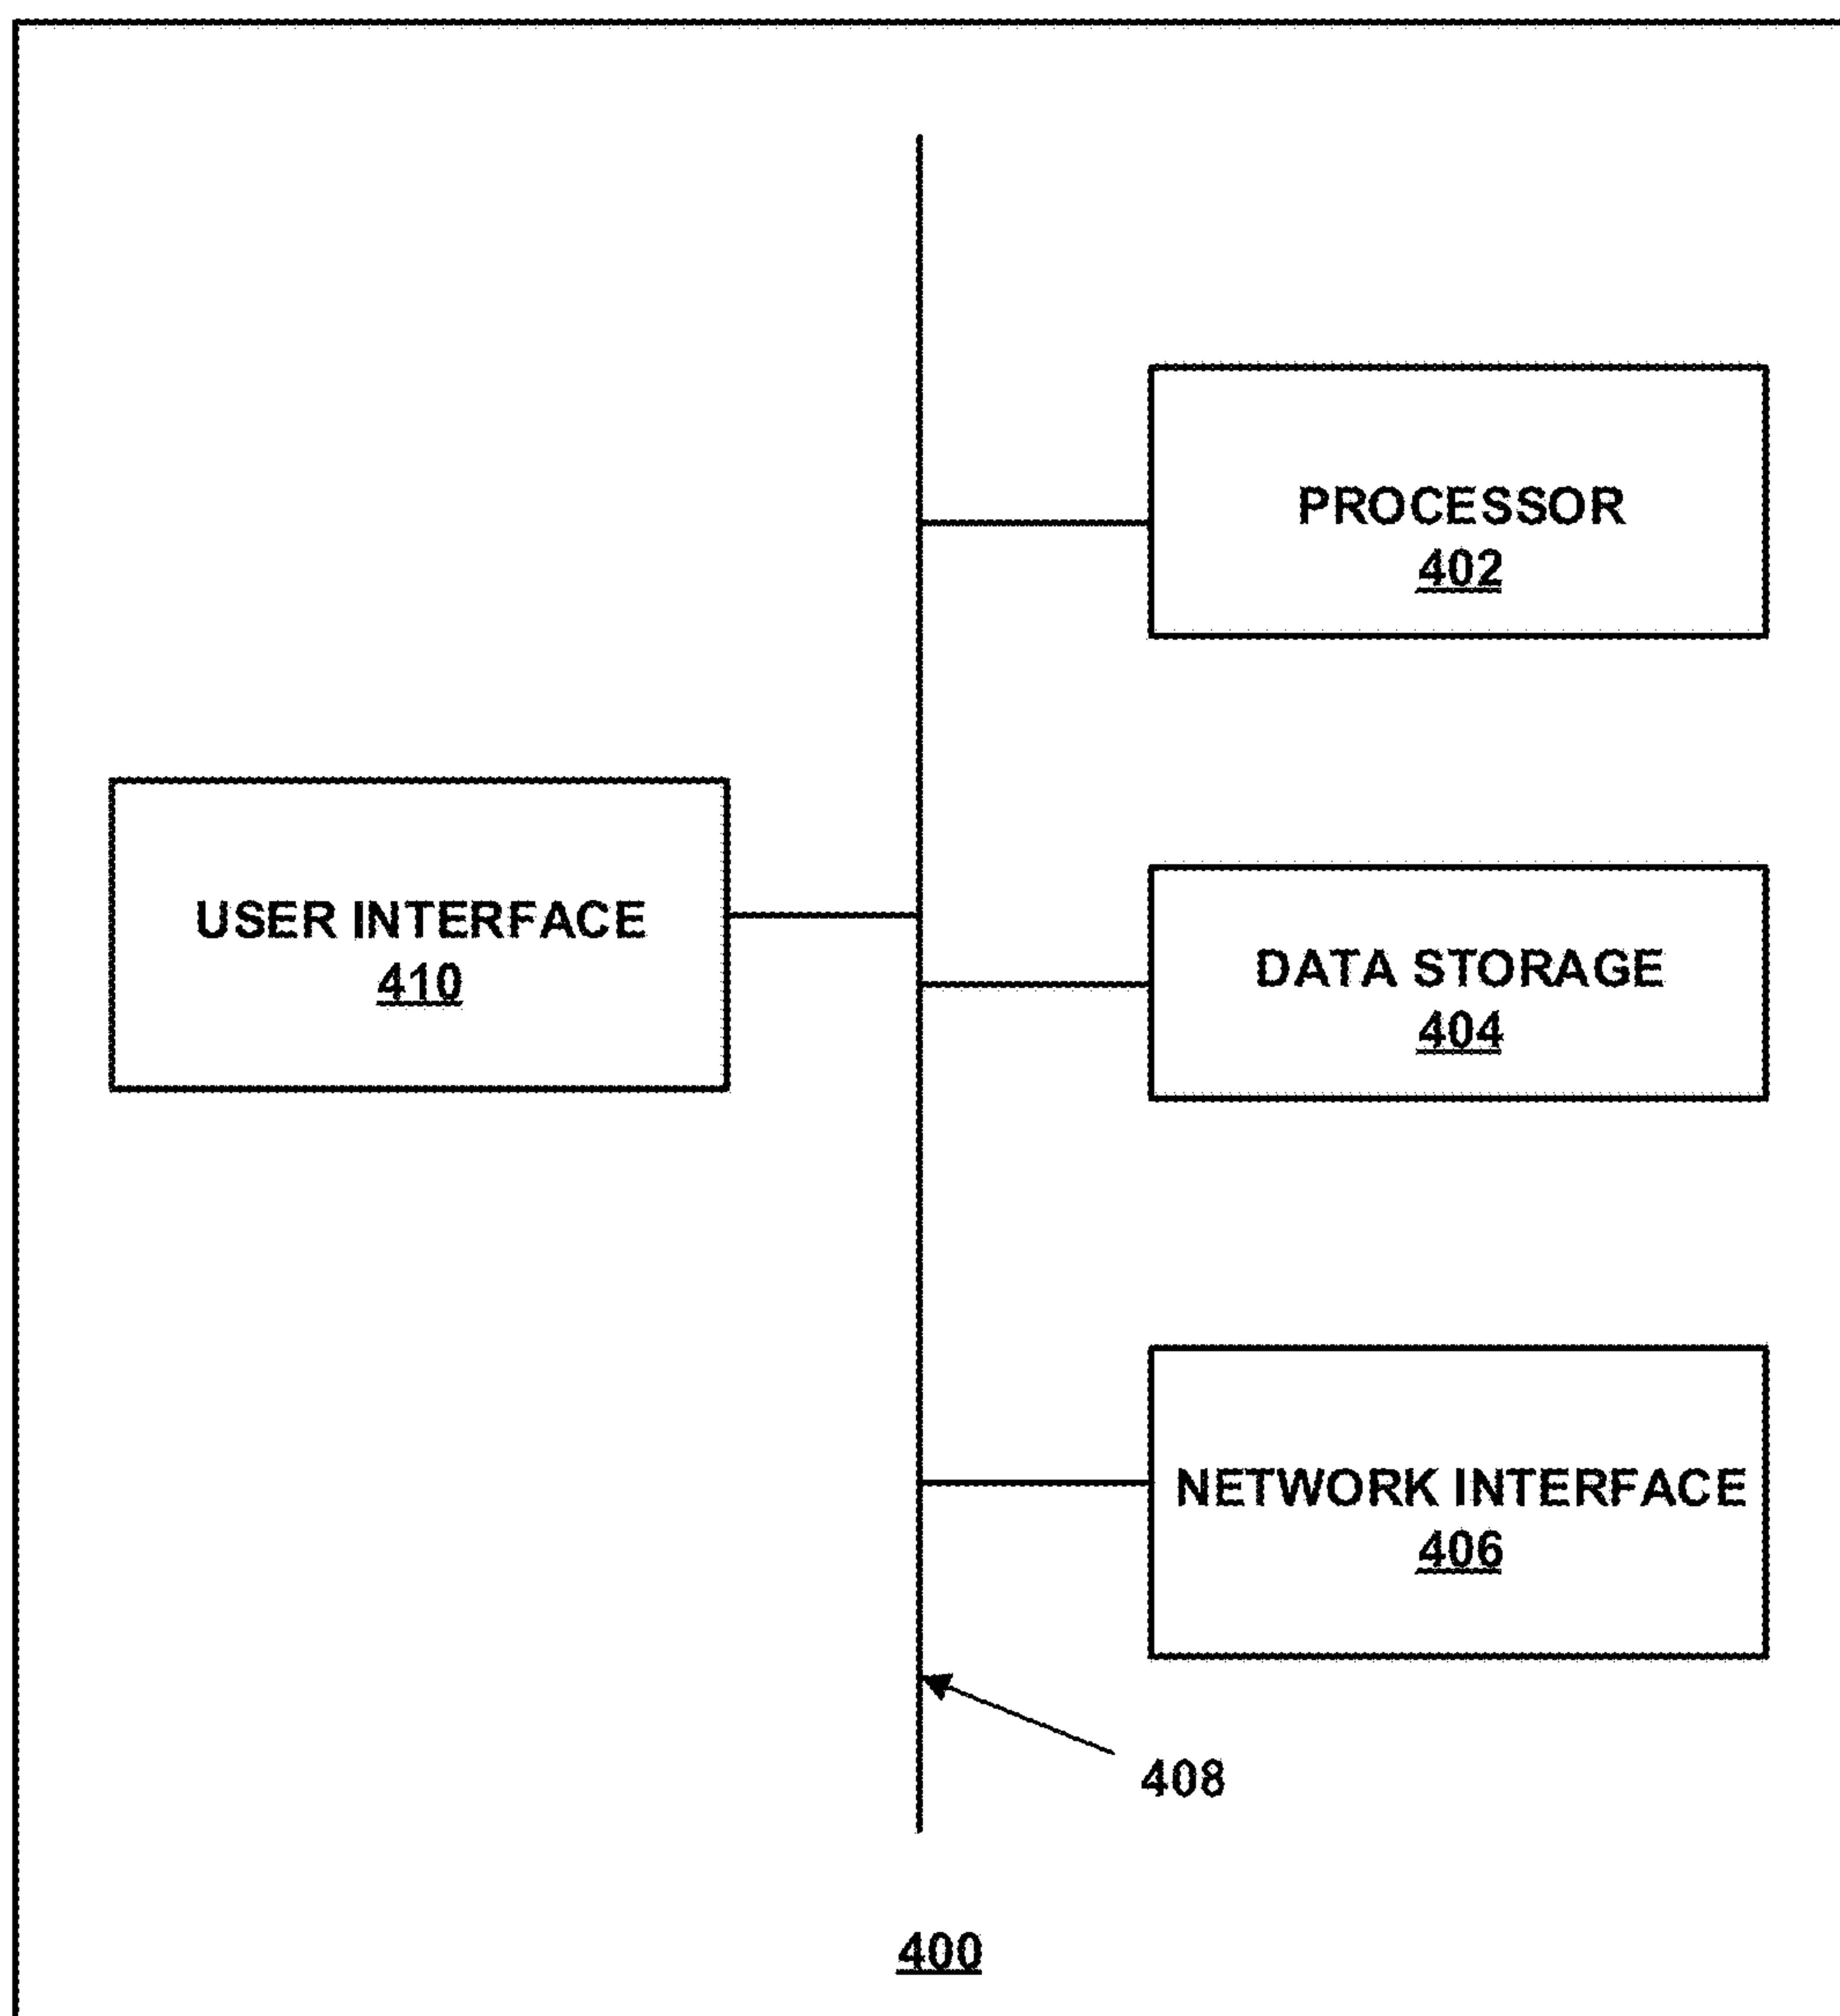 PROCESSOR
402
USER INTERFACE
410
DATA STORAGE
404
NETWORK INTERFACE
406
408
400